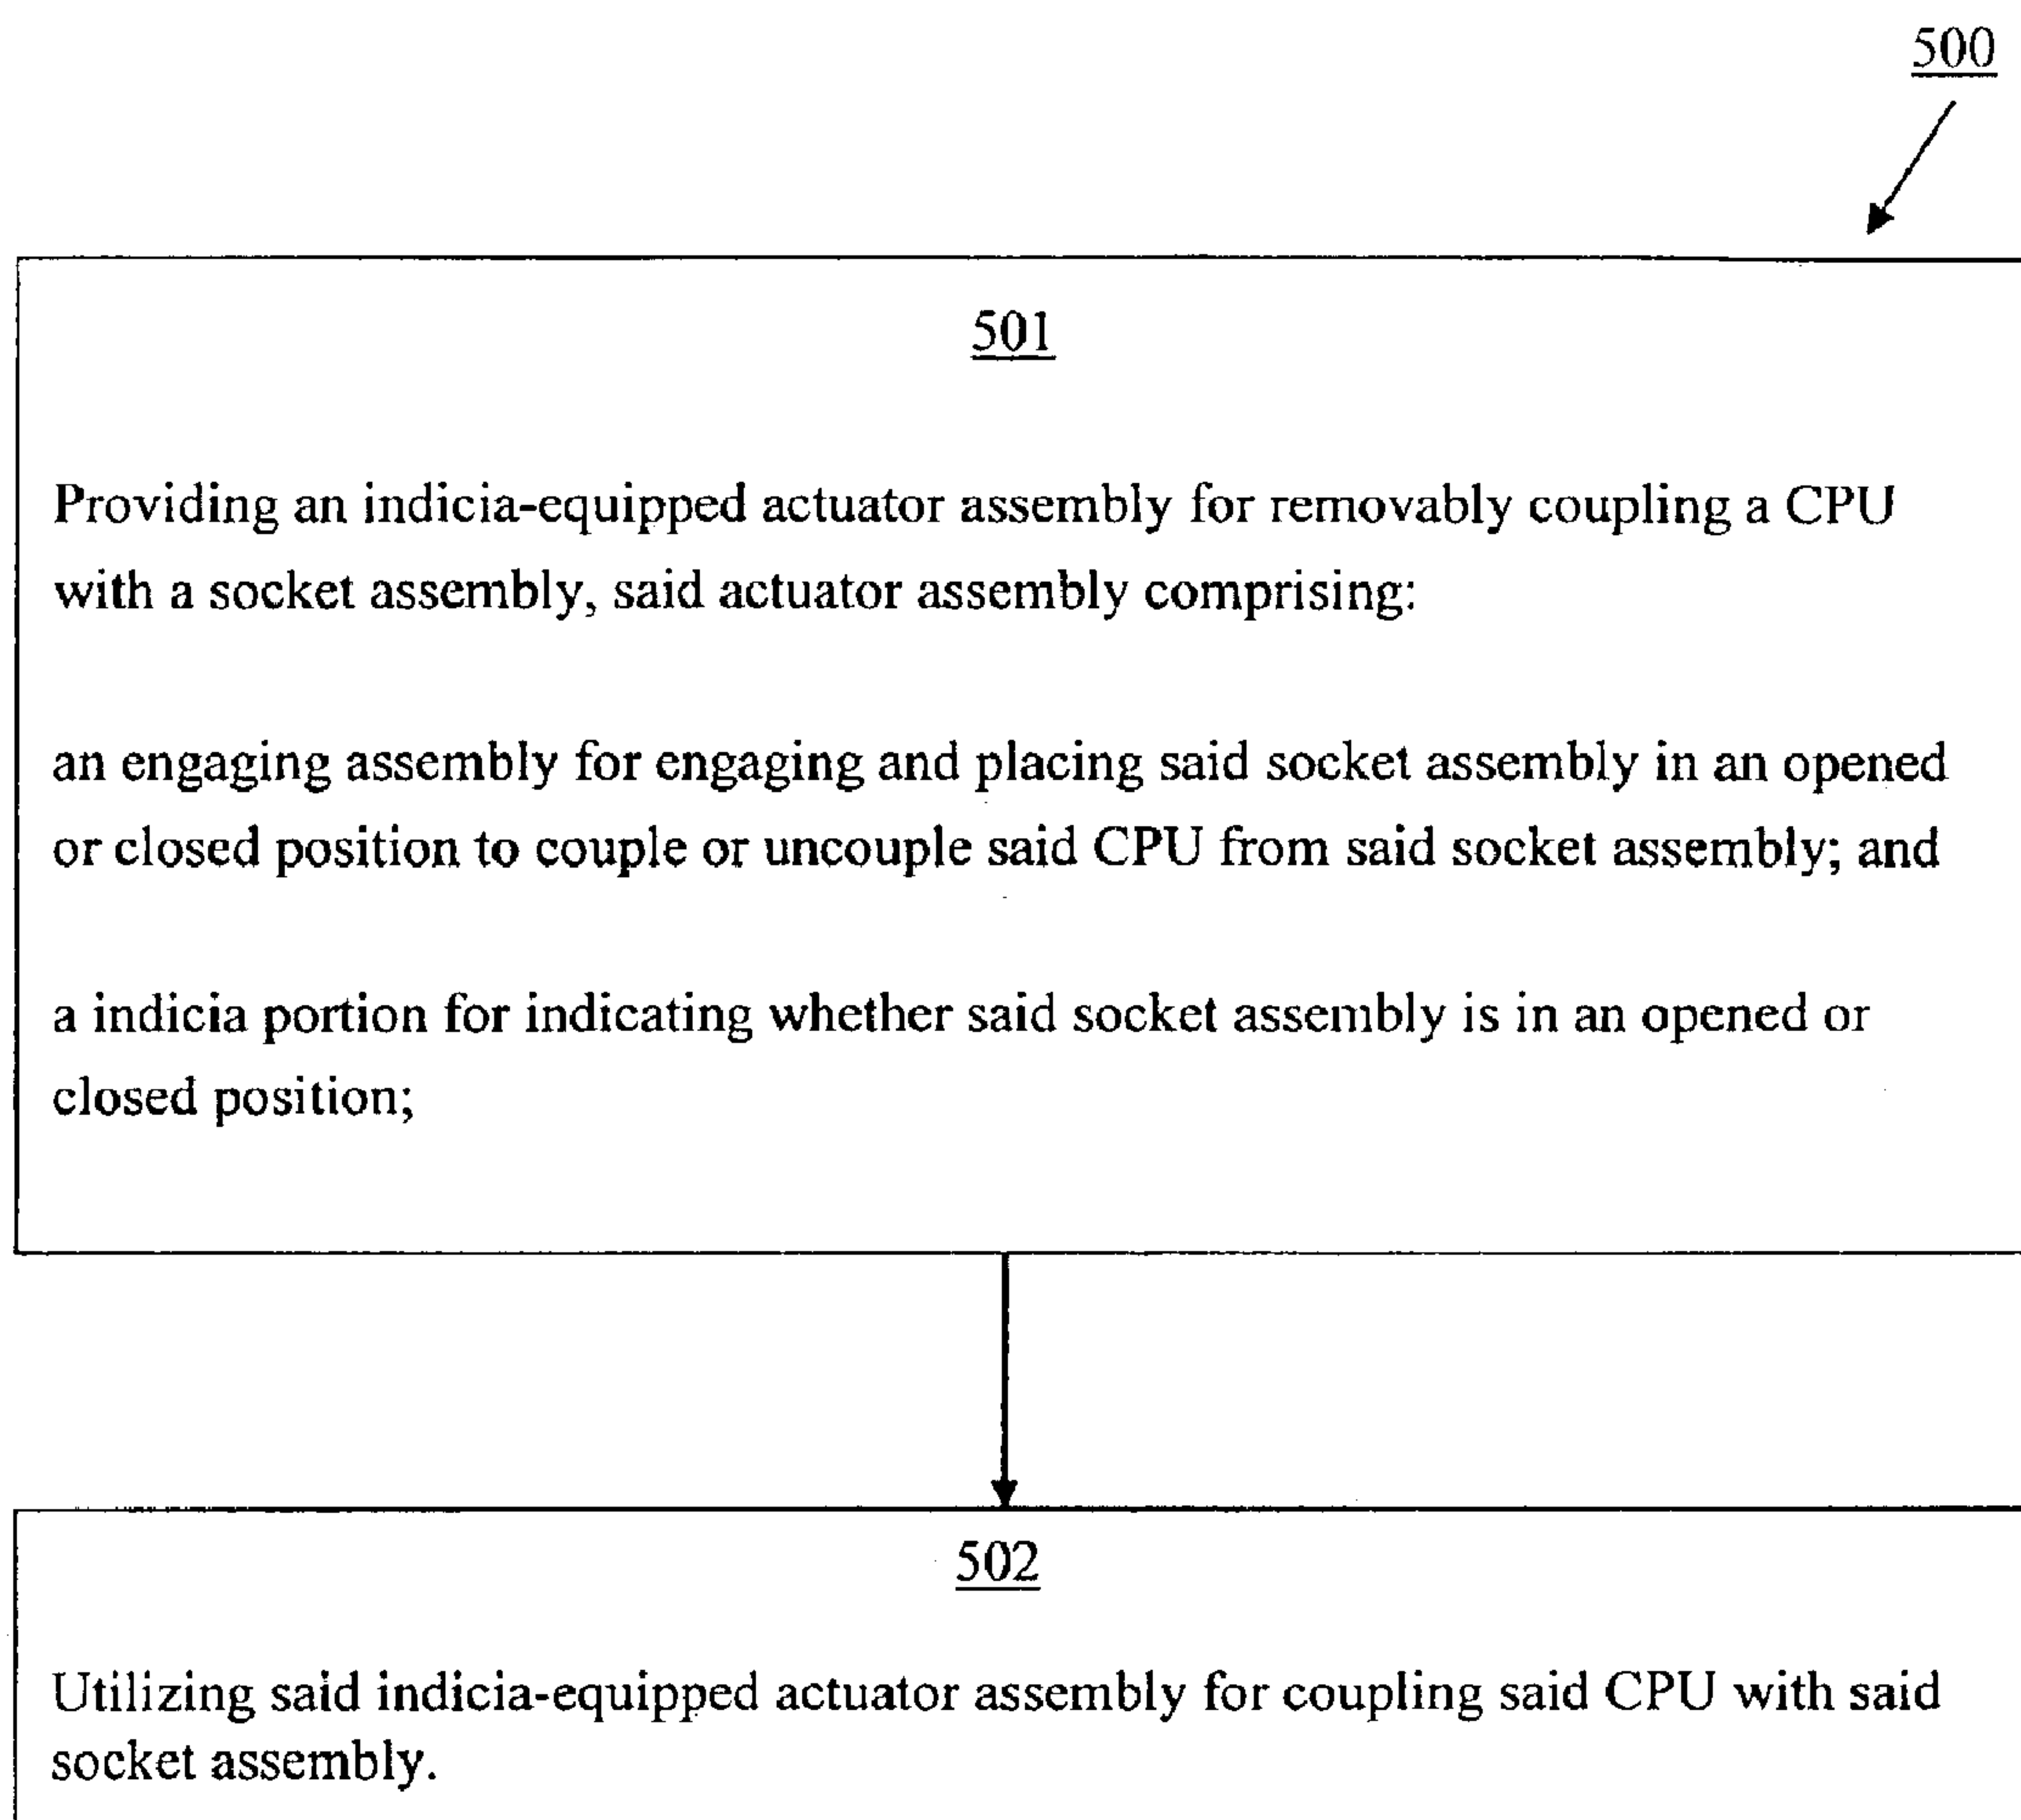 500
501
Providing an indicia-equipped actuator assembly for removably coupling a CPU
with a socket assembly, said actuator assembly comprising:
an engaging assembly for engaging and placing said socket assembly in an opened
or closed position to couple or uncouple said CPU from said socket assembly; and
a indicia portion for indicating whether said socket assembly is in an opened or
closed position;
502
Utilizing said indicia-equipped actuator assembly for coupling said CPU with said
socket assembly.